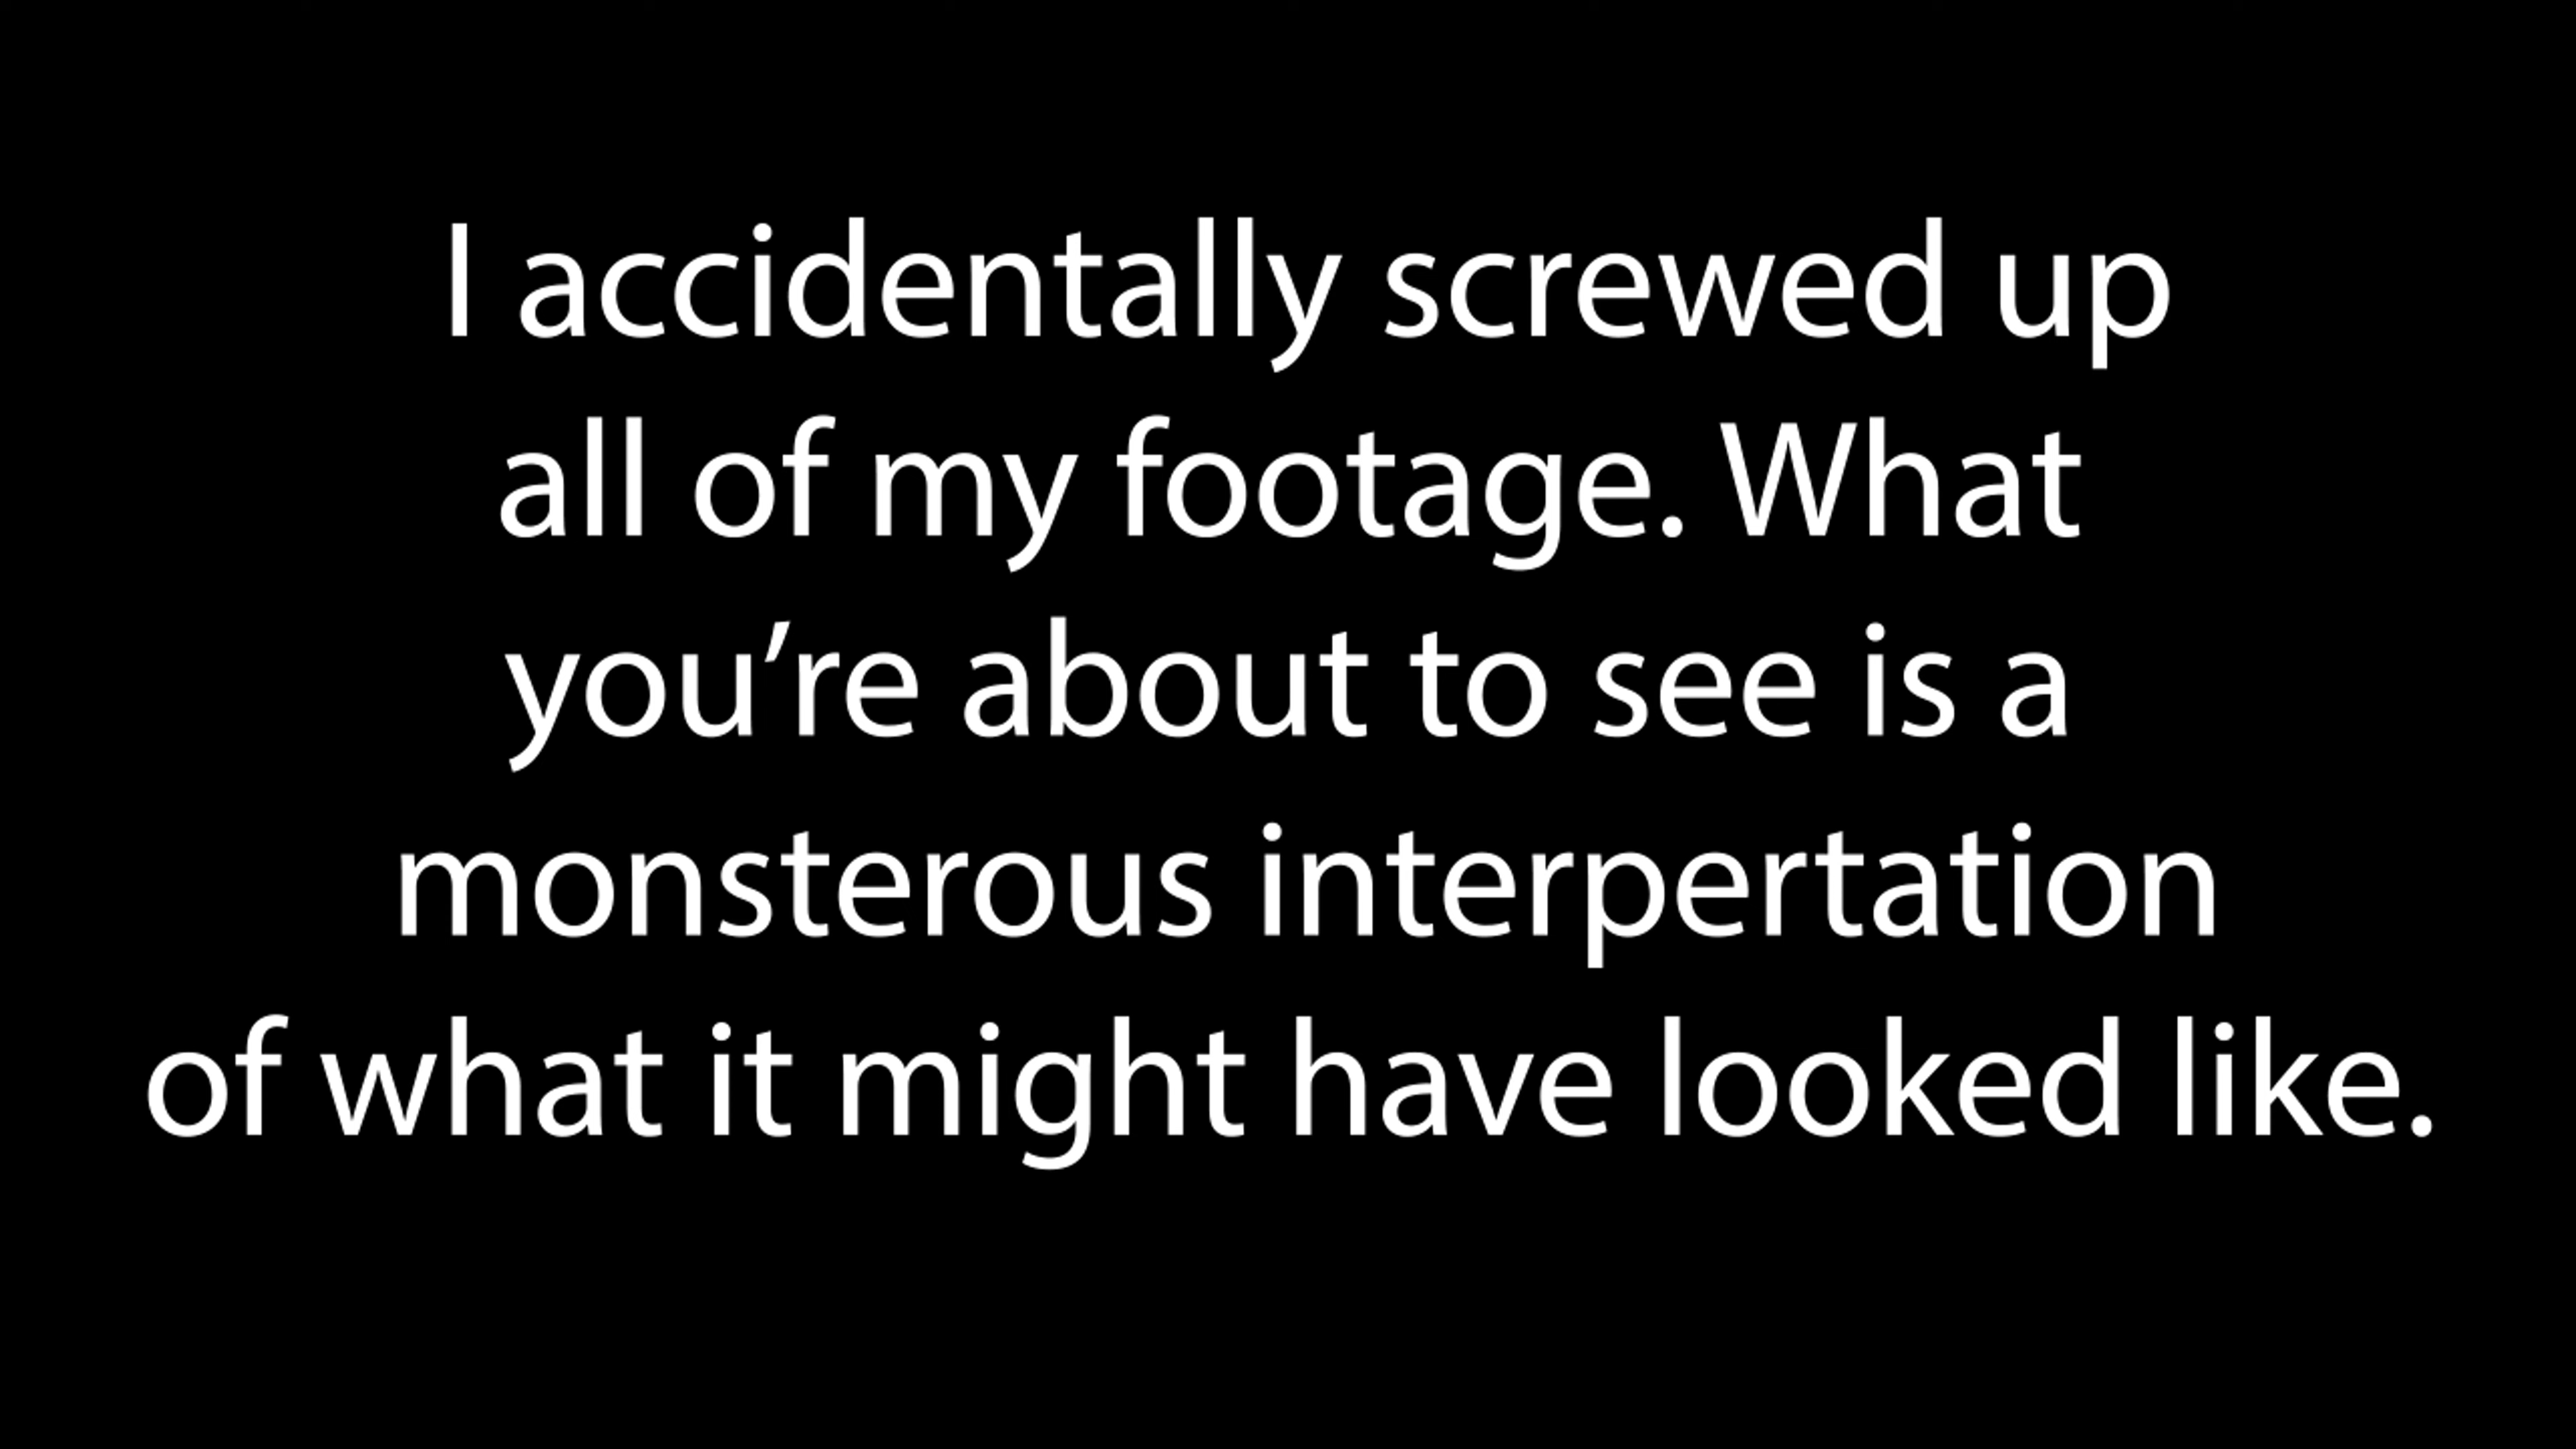 I accidentally screwed up
all of my footage. What
you’re about to see is a
monsterous interpertation
of what it might have looked like.